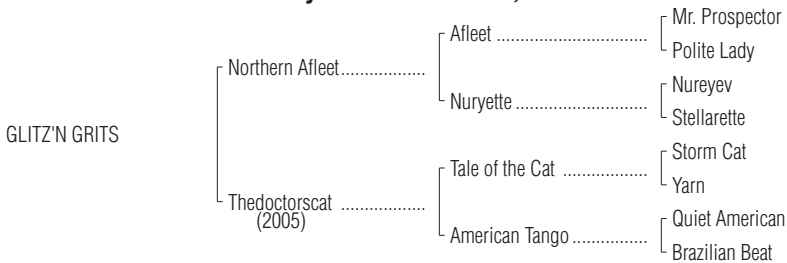 Mr. Prospector
Afleet ....................................
Polite Lady
Northern Afleet..................
Nureyev
Nuryette ...............................
Stellarette
GLITZ'N GRITS
Storm Cat
Tale of the Cat ....................
Yarn
Thedoctorscat ..................
(2005)
Quiet American
American Tango..................
Brazilian Beat